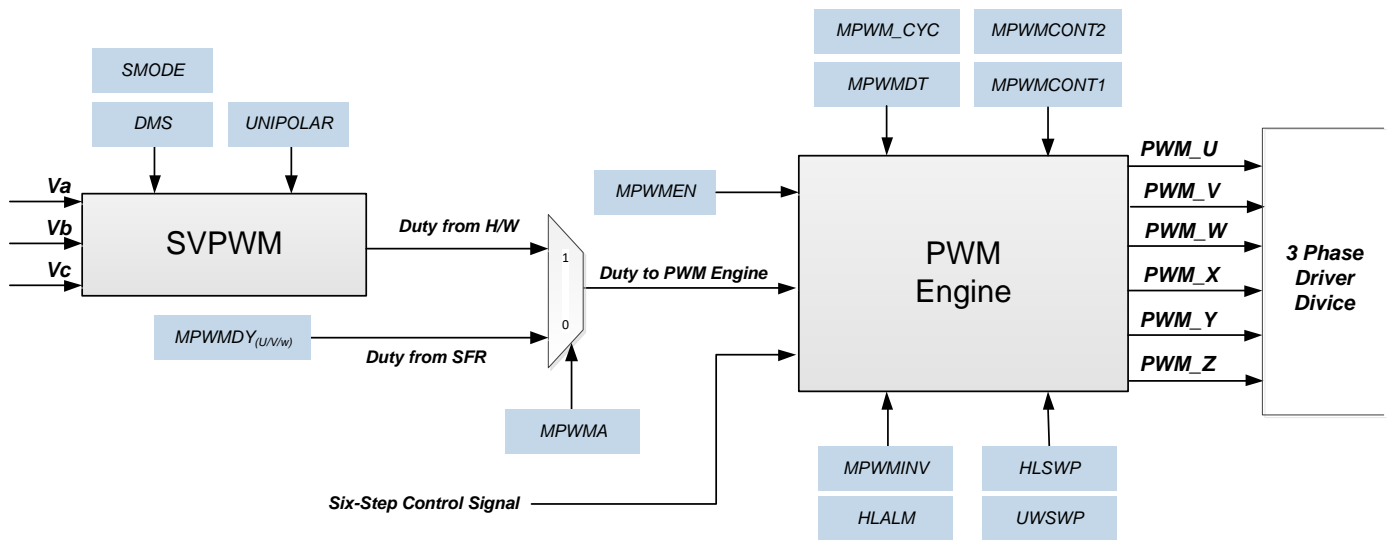 MPWM_CYC
MPWMCONT2
SMODE
MPWMDT
MPWMCONT1
DMS
UNIPOLAR
PWM_U
Va
MPWMEN
PWM_V
Vb
SVPWM
Duty from H/W
PWM_W
Vc
1
Duty to PWM Engine
PWM
Engine
PWM_X
3 Phase
Driver
Divice
0
MPWMDY(U/V/w)
Duty from SFR
PWM_Y
PWM_Z
MPWMA
MPWMINV
HLSWP
Six-Step Control Signal
HLALM
UWSWP